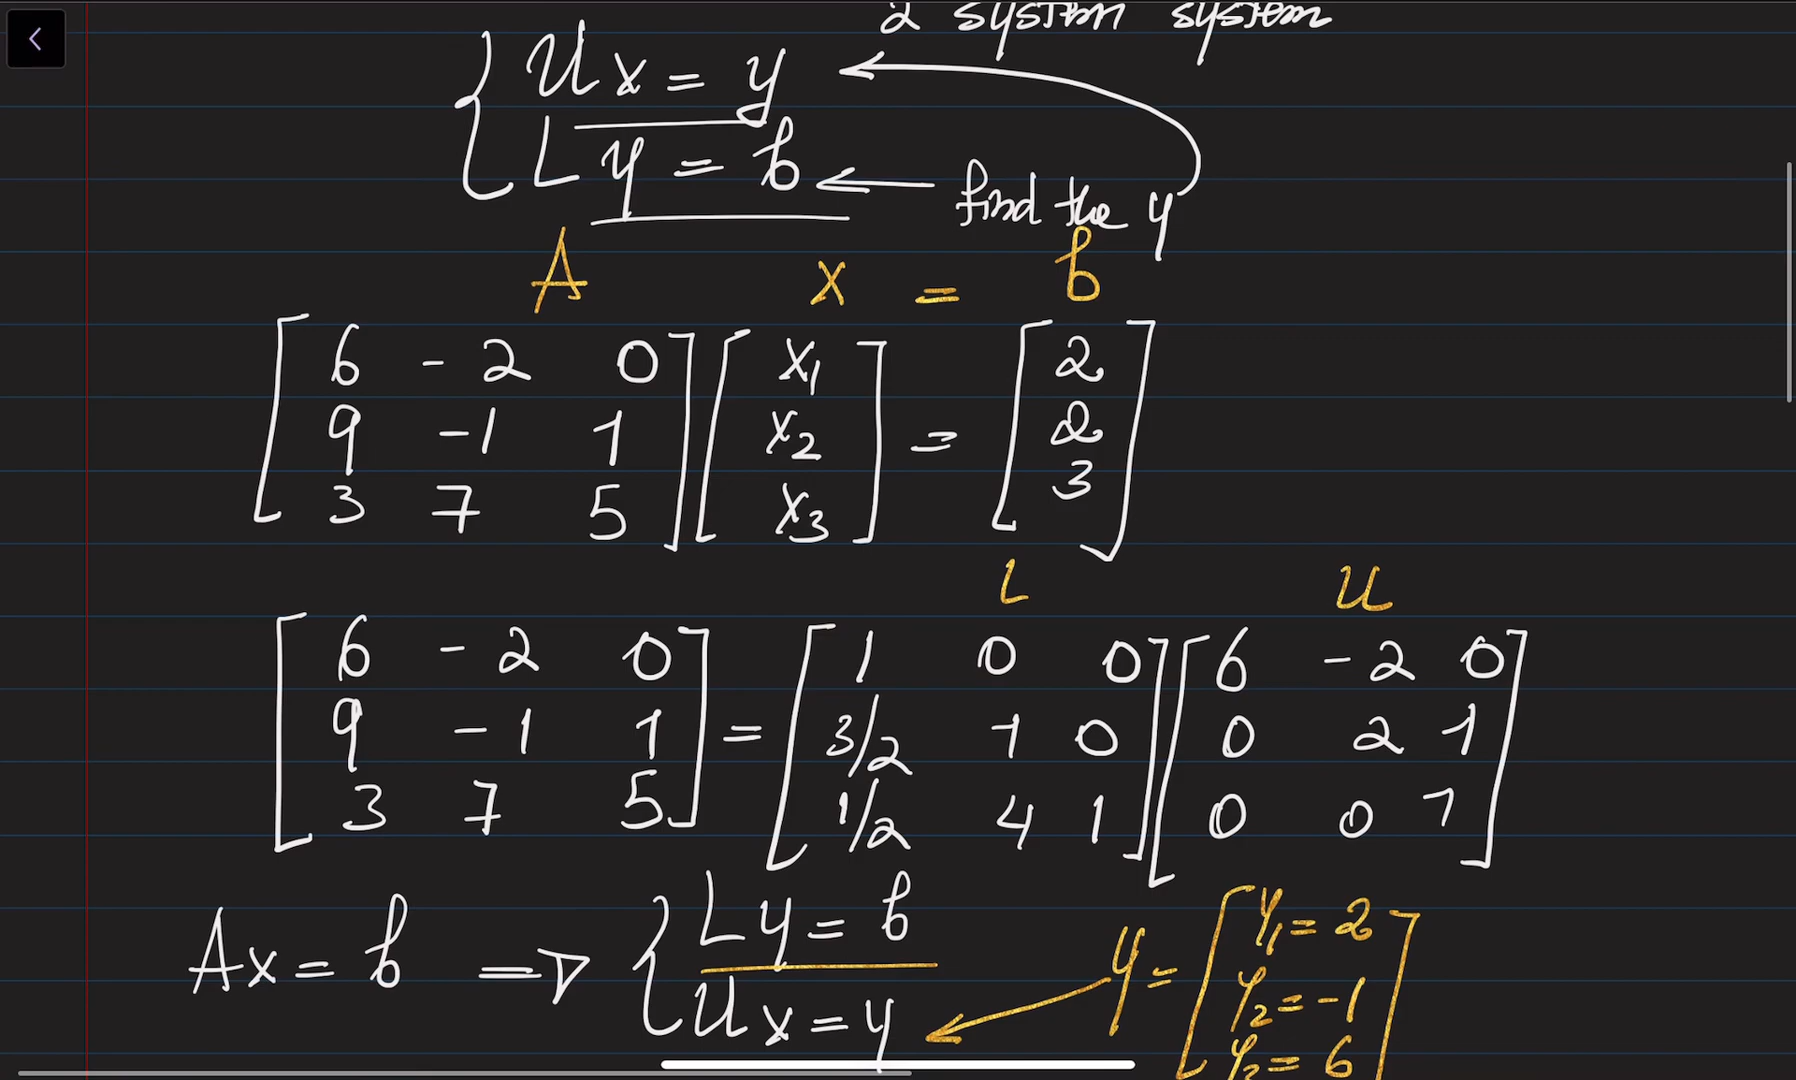 2 system system
Ux = y
Ly = b ← find the y
A x = b
6 -2 0 x1 2
9 -1 1 x2 = 2
3 7 5 x3 3
L U
6 -2 0 1 0 0 6 -2 0
9 -1 1 = 3/2 1 0 0 2 1
3 7 5 1/2 4 1 0 0 1
Ax = b ⇒ Ly = b
Ux = y
y = y1 = 2
y2 = -1
y3 = 6